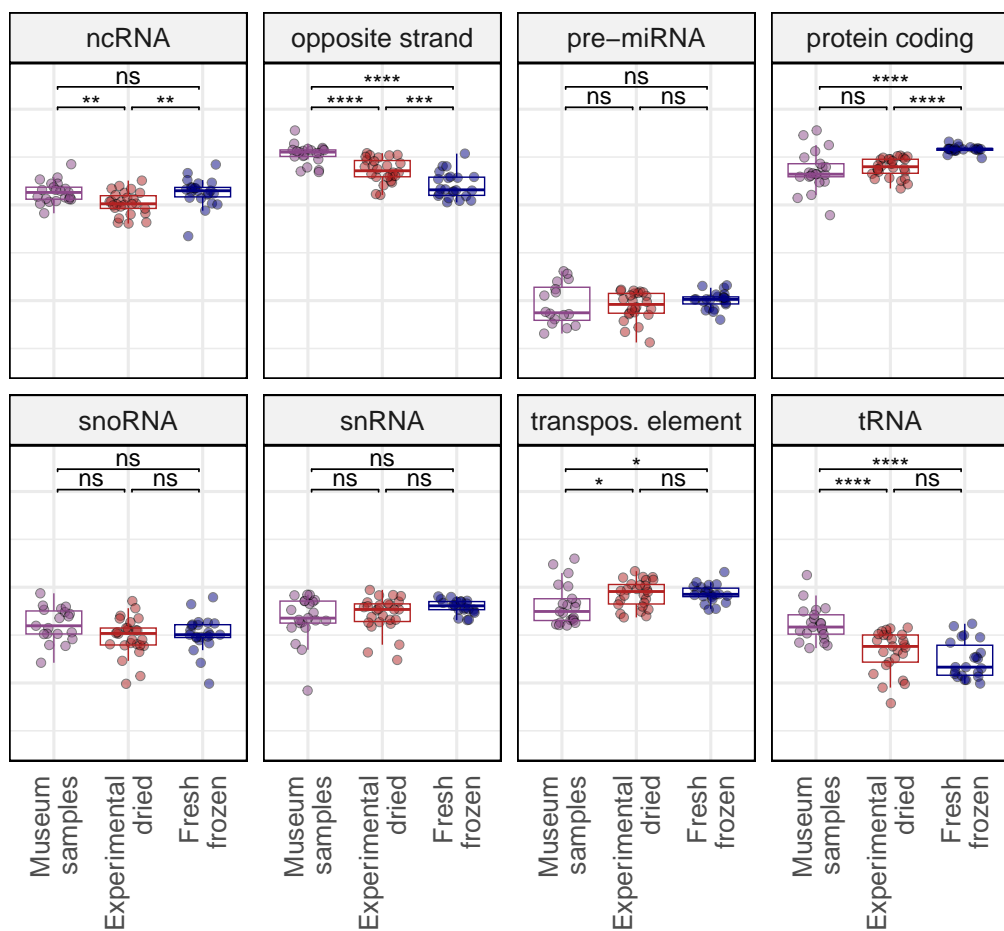 ncRNA
opposite strand
pre−miRNA
protein coding
ns
** **
****
**** ***
ns
ns ns
****
ns ****
snoRNA
snRNA
transpos. element
tRNA
ns
ns ns
ns
ns ns
*
* ns
****
**** ns
Museum
samples
Experimental
dried
Fresh
frozen
Museum
samples
Experimental
dried
Fresh
frozen
Museum
samples
Experimental
dried
Fresh
frozen
Museum
samples
Experimental
dried
Fresh
frozen